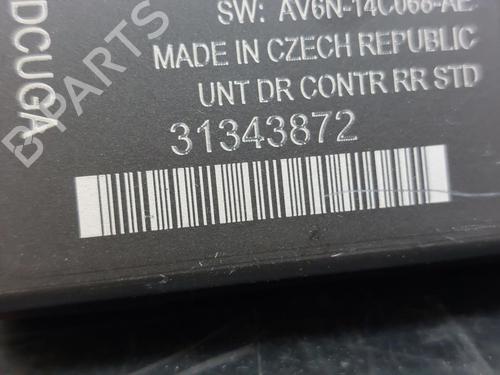 SW: AV6N-14C066-AE
MADE IN CZECH REPUBLIC
UNT DR CONTR RR STD
31343872
DCUGA
B-PARTS